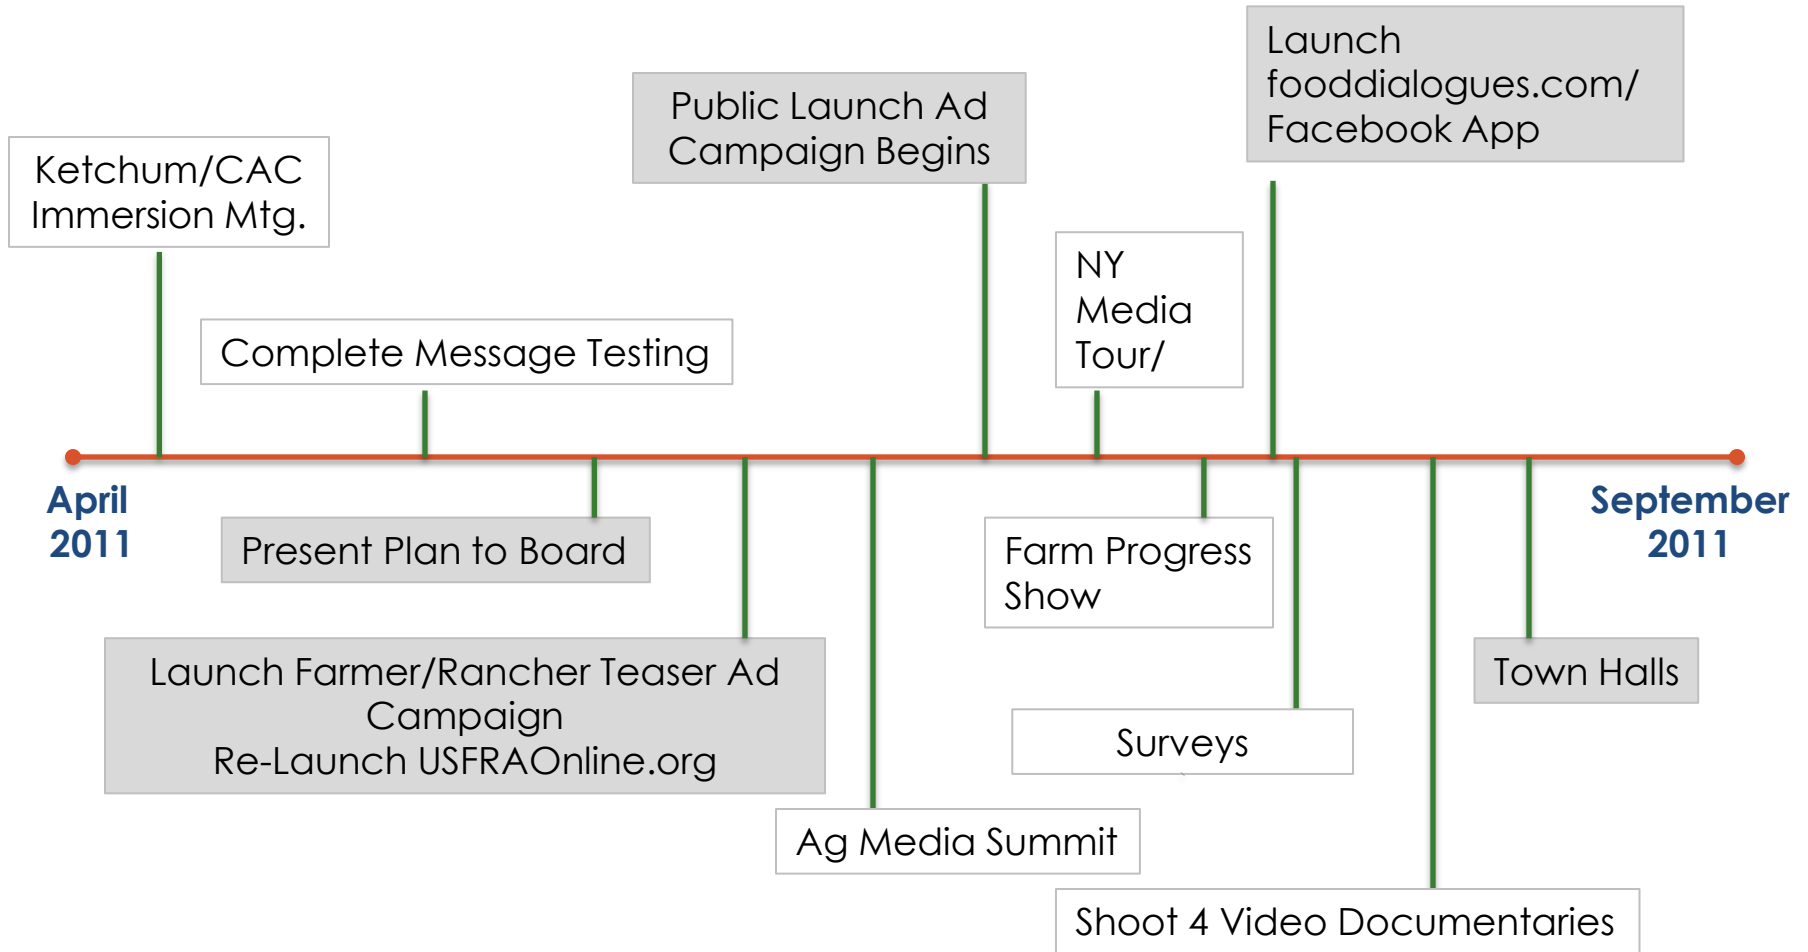 Launch
fooddialogues.com/
Facebook App
Public Launch Ad
Campaign Begins
Ketchum/CAC
Immersion Mtg.
NY
Media
Tour/
Complete Message Testing
April
2011
September
2011
Present Plan to Board
Farm Progress
Show
Launch Farmer/Rancher Teaser Ad
Campaign
Re-Launch USFRAOnline.org
Town Halls
Surveys
Ag Media Summit
Shoot 4 Video Documentaries